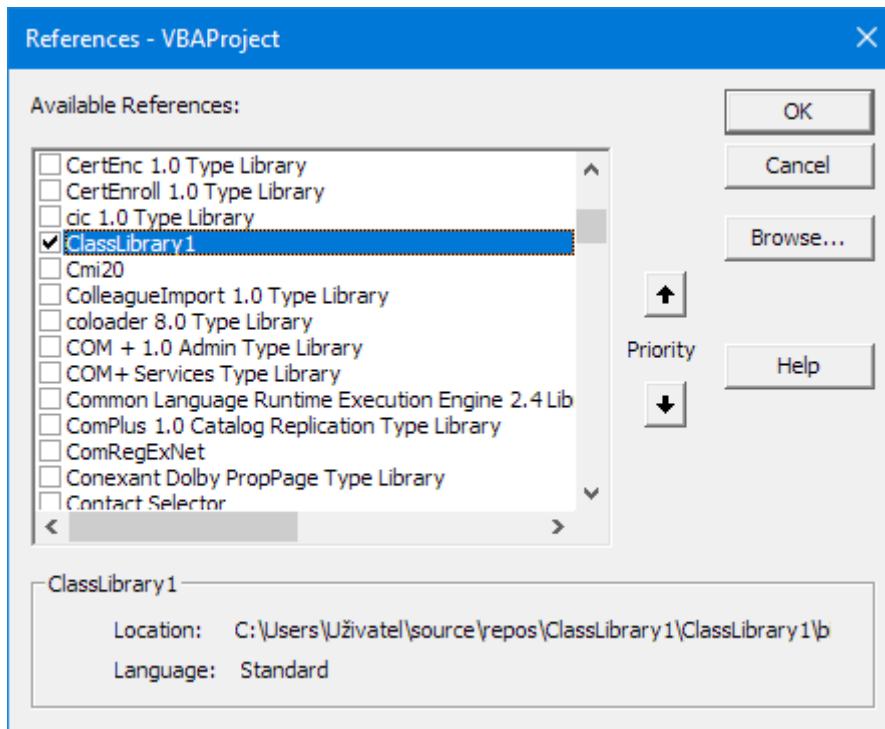 References - VBAProject
Available References:
OK
CertEnc 1.0 Type Library
Cancel
CertEnroll 1.0 Type Library
cic 1.0 Type Library
ClassLibrary1
Browse...
Cmi20
ColleagueImport 1.0 Type Library
coloader 8.0 Type Library
COM + 1.0 Admin Type Library
Priority
COM+ Services Type Library
Help
Common Language Runtime Execution Engine 2.4 Lib
ComPlus 1.0 Catalog Replication Type Library
ComRegExNet
Conexant Dolby PropPage Type Library
Contact Selector
ClassLibrary1
Location: C:\Users\Uživatel\source\repos\ClassLibrary1\ClassLibrary1\b
Language: Standard